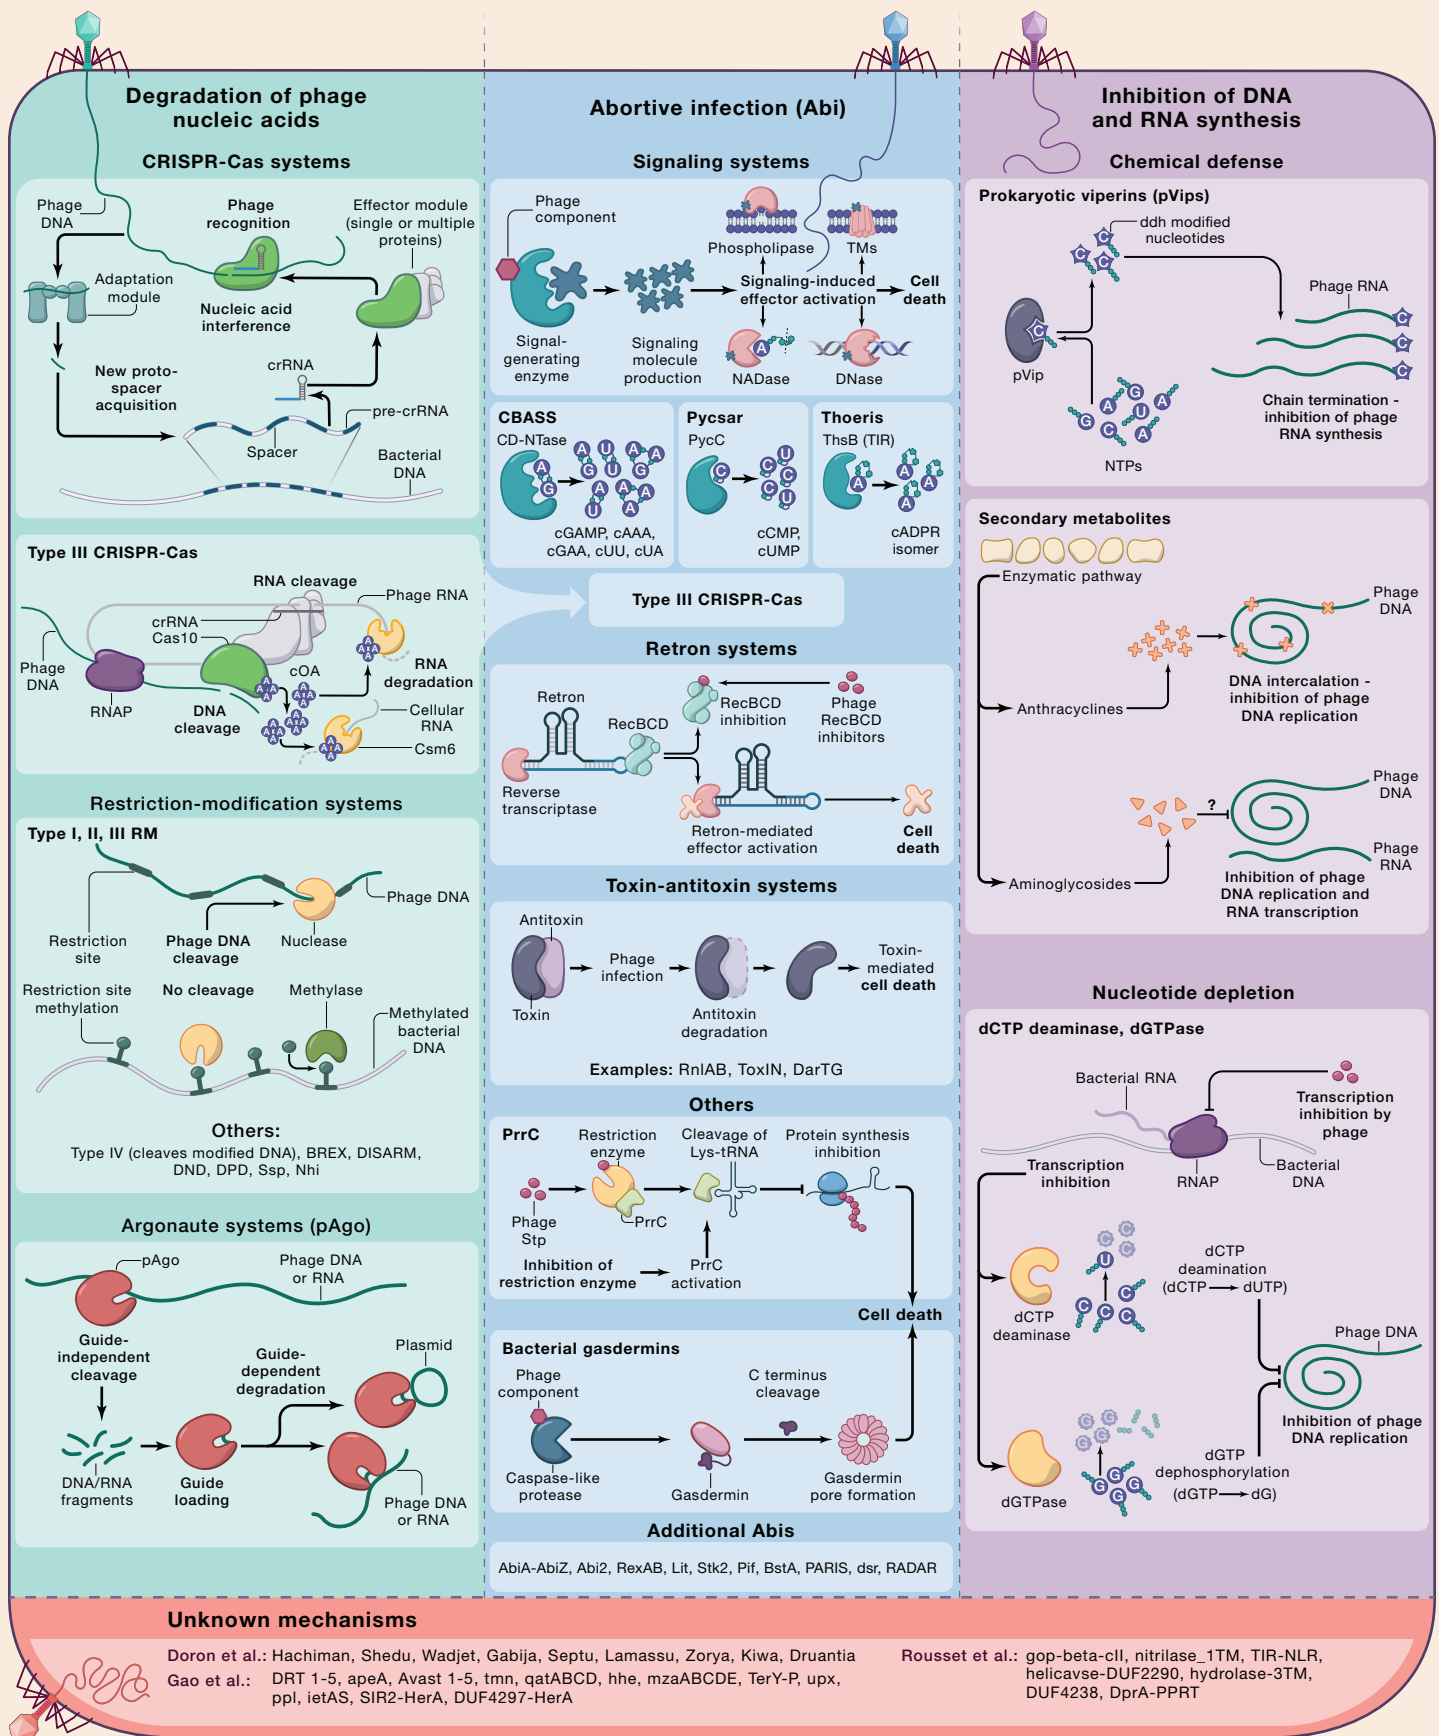 Degradation of phage
nucleic acids
CRISPR-Cas systems
Phage
DNA
Phage
recognition
Effector module
(single or multiple
proteins)
Adaptation
module
Nucleic acid
interference
New proto-
spacer
acquisition
crRNA
pre-crRNA
Spacer
Bacterial
DNA
Type III CRISPR-Cas
RNA cleavage
Phage RNA
crRNA
Cas10
Phage
DNA
RNAP
cOA
RNA
degradation
DNA
cleavage
Cellular
RNA
Csm6
A A A A
A A A A
A A A A
A A A A
A A A A
A A A A
Restriction-modification systems
Type I, II, III RM
Phage DNA
Restriction
site
Phage DNA
cleavage
Nuclease
Restriction site
methylation
No cleavage
Methylase
Methylated
bacterial
DNA
Others:
Type IV (cleaves modified DNA), BREX, DISARM,
DND, DPD, Ssp, Nhi
Argonaute systems (pAgo)
pAgo
Phage DNA
or RNA
Guide-
independent
cleavage
Guide-
dependent
degradation
Plasmid
DNA/RNA
fragments
Guide
loading
Phage DNA
or RNA
Abortive infection (Abi)
Signaling systems
Phage
component
Phospholipase
TMs
Signaling-induced
effector activation
Cell
death
Signal-
generating
enzyme
Signaling
molecule
production
A
NADase
DNase
CBASS
CD-NTase
A G
A U A A
G U G
A A A
U A
cGAMP, cAAA,
cGAA, cUU, cUA
Pycsar
PycC
C
C U
C C
U
cCMP,
cUMP
Thoeris
ThsB (TIR)
A
A
A
A
cADPR
isomer
Type III CRISPR-Cas
Retron systems
Retron
RecBCD
RecBCD
inhibition
Phage
RecBCD
inhibitors
Reverse
transcriptase
Retron-mediated
effector activation
Cell
death
Toxin-antitoxin systems
Antitoxin
Toxin
Phage
infection
Antitoxin
degradation
Toxin-
mediated
cell death
Examples: RnlAB, ToxIN, DarTG
Others
PrrC
Restriction
enzyme
Cleavage of
Lys-tRNA
Protein synthesis
inhibition
Phage
Stp
PrrC
Inhibition of
restriction enzyme
PrrC
activation
Cell death
Bacterial gasdermins
Phage
component
C terminus
cleavage
Caspase-like
protease
Gasdermin
Gasdermin
pore formation
Additional Abis
AbiA-AbiZ, Abi2, RexAB, Lit, Stk2, Pif, BstA, PARIS, dsr, RADAR
Inhibition of DNA
and RNA synthesis
Chemical defense
Prokaryotic viperins (pVips)
ddh modified
nucleotides
C
C C
Phage RNA
C
C
C
C
pVip
G
A A
U
G C A
NTPs
Chain termination -
inhibition of phage
RNA synthesis
Secondary metabolites
Enzymatic pathway
Phage
DNA
DNA intercalation -
inhibition of phage
DNA replication
Anthracyclines
Phage
DNA
?
Phage
RNA
Aminoglycosides
Inhibition of phage
DNA replication and
RNA transcription
Nucleotide depletion
dCTP deaminase, dGTPase
Bacterial RNA
Transcription
inhibition by
phage
Transcription
inhibition
RNAP
Bacterial
DNA
C
C C
U
C
C C C
dCTP
deaminase
dCTP
deamination
(dCTP dUTP)
Phage DNA
Inhibition of phage
DNA replication
G G
G G
G G
G G
dGTPase
dGTP
dephosphorylation
(dGTP dG)
Unknown mechanisms
Doron et al.: Hachiman, Shedu, Wadjet, Gabija, Septu, Lamassu, Zorya, Kiwa, Druantia
Gao et al.: DRT 1-5, apeA, Avast 1-5, tmn, qatABCD, hhe, mzaABCDE, TerY-P, upx,
ppl, ietAS, SIR2-HerA, DUF4297-HerA
Rousset et al.: gop-beta-cII, nitrilase_1TM, TIR-NLR,
helicavse-DUF2290, hydrolase-3TM,
DUF4238, DprA-PPRT